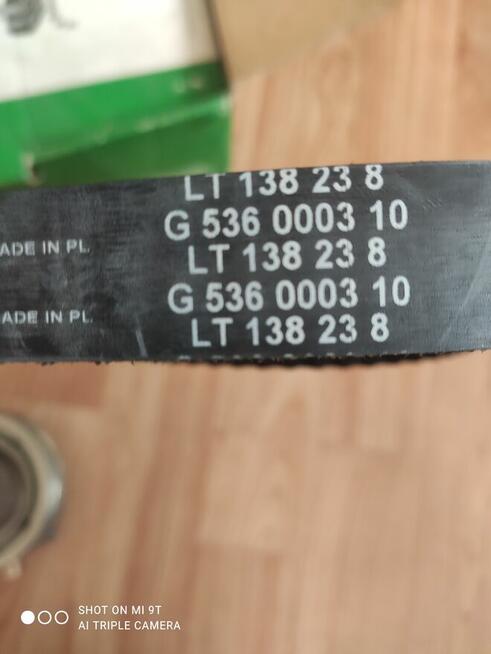 LT 138 23 8
G 536 0003 10
ADE IN PL.
LT 138 23 8
G 536 0003 10
ADE IN PL.
LT 138 23 8
SHOT ON MI 9T
AI TRIPLE CAMERA